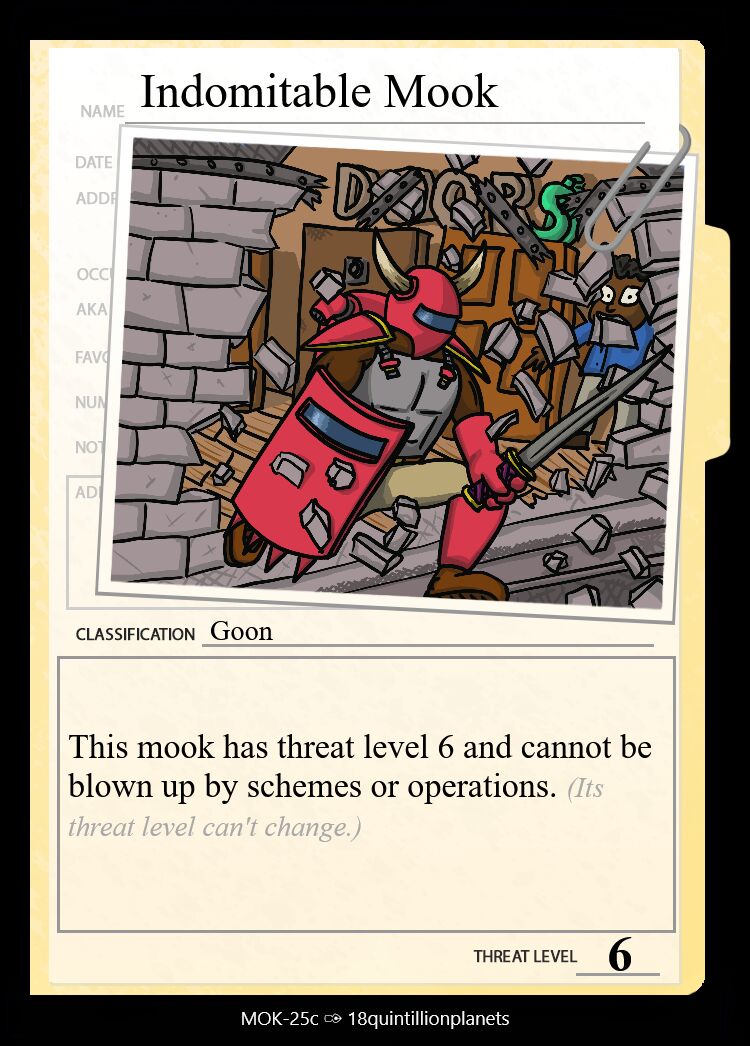 Indomitable Mook
NAME
DATE
ADDR
OCCU
AKA
FAVO
NUM
NOT
ADD
DOORS
CLASSIFICATION Goon
This mook has threat level 6 and cannot be
blown up by schemes or operations. (Its
threat level can't change.)
THREAT LEVEL 6
MOK-25c 18quintillionplanets